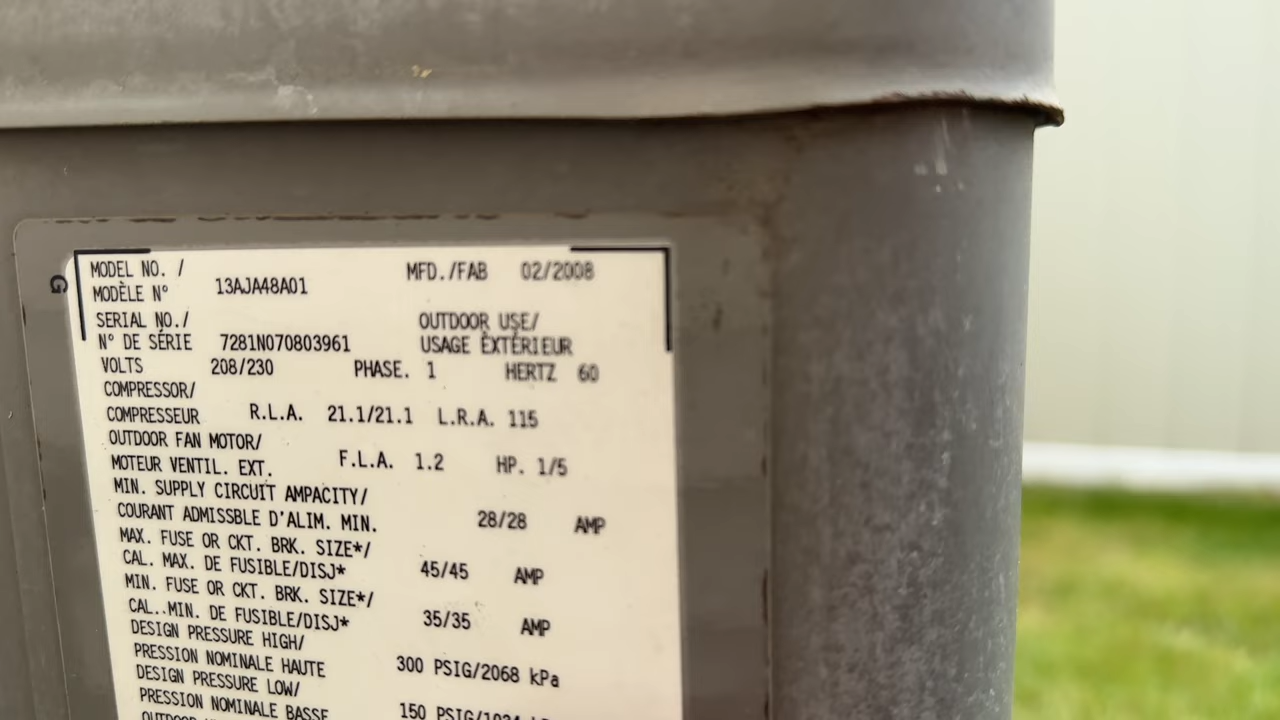 G
MODEL NO. /
MODÈLE N° 13AJA48A01 MFD./FAB 02/2008
SERIAL NO./ OUTDOOR USE/
N° DE SÉRIE 7281N070803961 USAGE ÈXTÉRIEUR
VOLTS 208/230 PHASE. 1 HERTZ 60
COMPRESSOR/
COMPRESSEUR R.L.A. 21.1/21.1 L.R.A. 115
OUTDOOR FAN MOTOR/
MOTEUR VENTIL. EXT. F.L.A. 1.2 HP. 1/5
MIN. SUPPLY CIRCUIT AMPACITY/
COURANT ADMISSBLE D'ALIM. MIN. 28/28 AMP
MAX. FUSE OR CKT. BRK. SIZE*/
CAL. MAX. DE FUSIBLE/DISJ* 45/45 AMP
MIN. FUSE OR CKT. BRK. SIZE*/
CAL..MIN. DE FUSIBLE/DISJ* 35/35 AMP
DESIGN PRESSURE HIGH/
PRESSION NOMINALE HAUTE 300 PSIG/2068 kPa
DESIGN PRESSURE LOW/
PRESSION NOMINALE BASSE 150 PSIG/1034
OUTDOOR